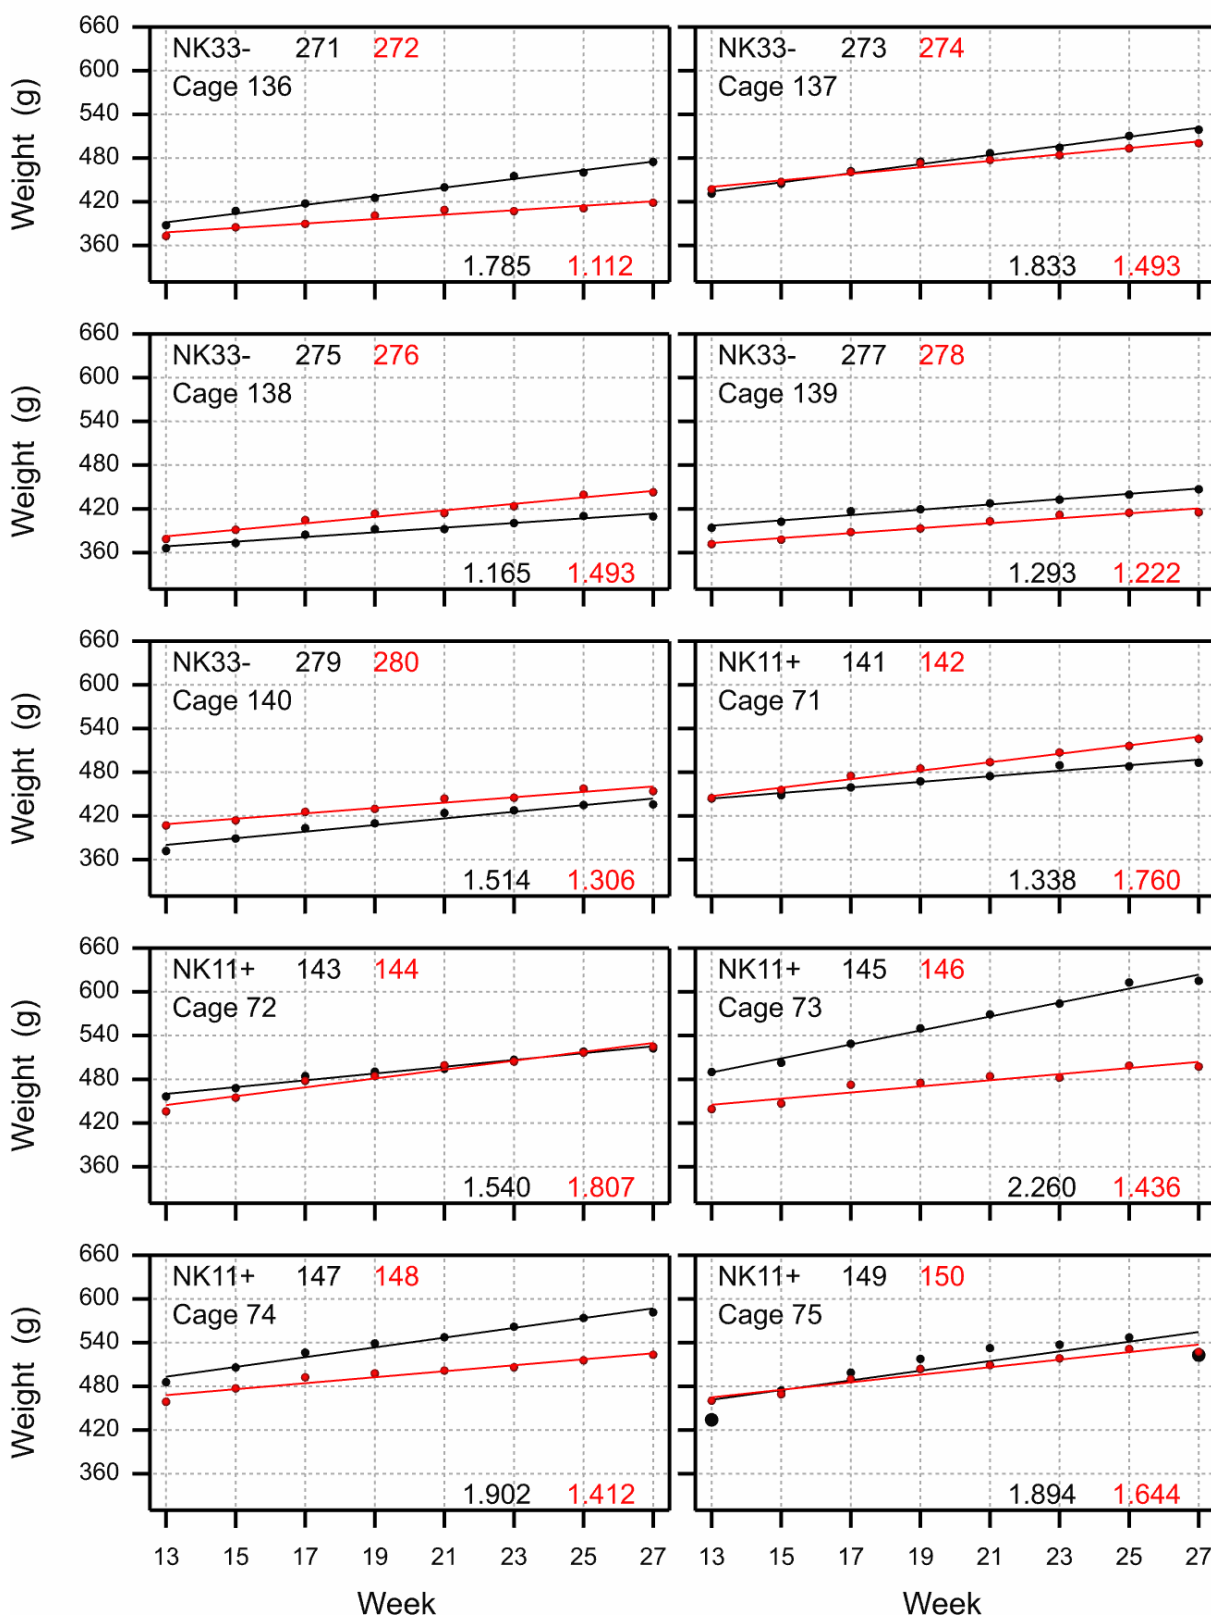 660
600
540
480
420
360
Weight (g)
NK33- 271 272
Cage 136
1.785 1.112
NK33- 273 274
Cage 137
1.833 1.493
660
600
540
480
420
360
Weight (g)
NK33- 275 276
Cage 138
1.165 1.493
NK33- 277 278
Cage 139
1.293 1.222
660
600
540
480
420
360
Weight (g)
NK33- 279 280
Cage 140
1.514 1.306
NK11+ 141 142
Cage 71
1.338 1.760
660
600
540
480
420
360
Weight (g)
NK11+ 143 144
Cage 72
1.540 1.807
NK11+ 145 146
Cage 73
2.260 1.436
660
600
540
480
420
360
Weight (g)
NK11+ 147 148
Cage 74
1.902 1.412
NK11+ 149 150
Cage 75
1.894 1.644
13 15 17 19 21 23 25 27
13 15 17 19 21 23 25 27
Week
Week